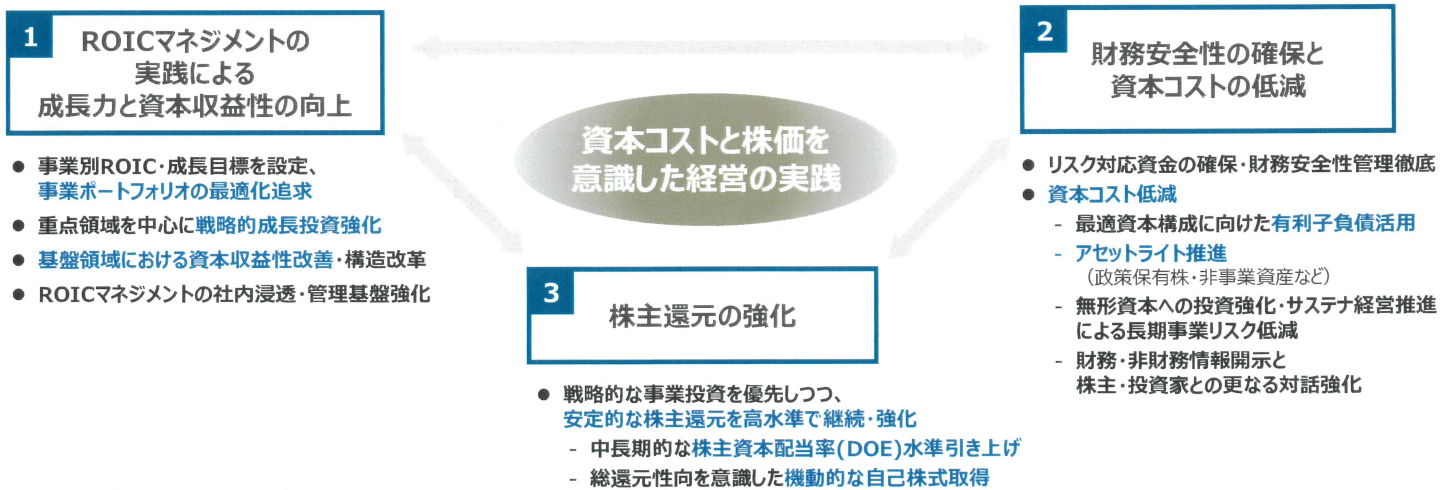 1
ROICマネジメントの
実践による
成長力と資本収益性の向上
● 事業別ROIC・成長目標を設定、
事業ポートフォリオの最適化追求
● 重点領域を中心に戦略的成長投資強化
● 基盤領域における資本収益性改善・構造改革
● ROICマネジメントの社内浸透・管理基盤強化
資本コストと株価を
意識した経営の実践
2
財務安全性の確保と
資本コストの低減
● リスク対応資金の確保・財務安全性管理徹底
● 資本コスト低減
- 最適資本構成に向けた有利子負債活用
- アセットライト推進
（政策保有株・非事業資産など）
- 無形資本への投資強化・サステナ経営推進
による長期事業リスク低減
- 財務・非財務情報開示と
株主・投資家との更なる対話強化
3
株主還元の強化
● 戦略的な事業投資を優先しつつ、
安定的な株主還元を高水準で継続・強化
- 中長期的な株主資本配当率(DOE)水準引き上げ
- 総還元性向を意識した機動的な自己株式取得